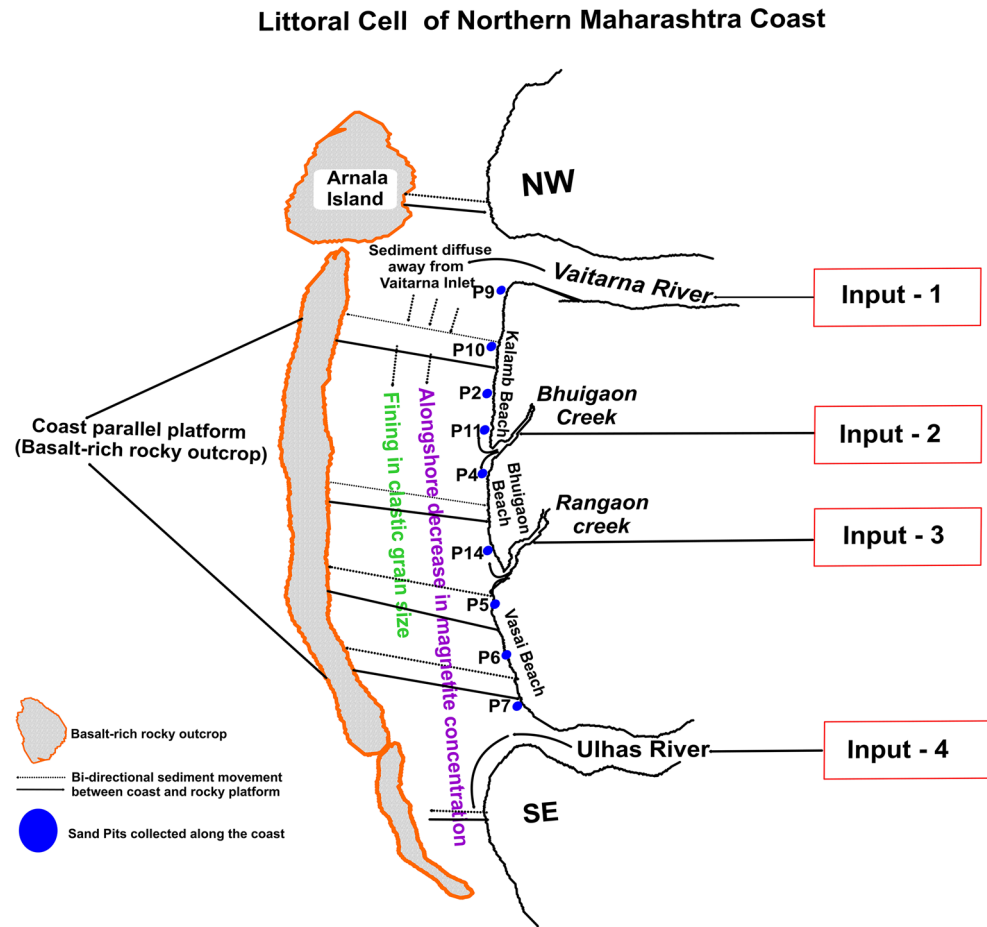 Littoral Cell  of Northern Maharashtra Coast
NW
Arnala
Island
Sediment diffuse
away from
Vaitarna Inlet
Vaitarna River
Input - 1
P9
P10
Kalamb Beach
P2
Bhuigaon
Creek
P11
Input - 2
Coast parallel platform
(Basalt-rich rocky outcrop)
P4
Bhuigaon
Beach
Rangaon
creek
Input - 3
P14
Fining in clastic grain size
Alongshore decrease in magnetite concentration
P5
Vasai Beach
P6
P7
Ulhas River
Input - 4
SE
Basalt-rich rocky outcrop
Bi-directional sediment movement
between coast and rocky platform
Sand Pits collected along the coast